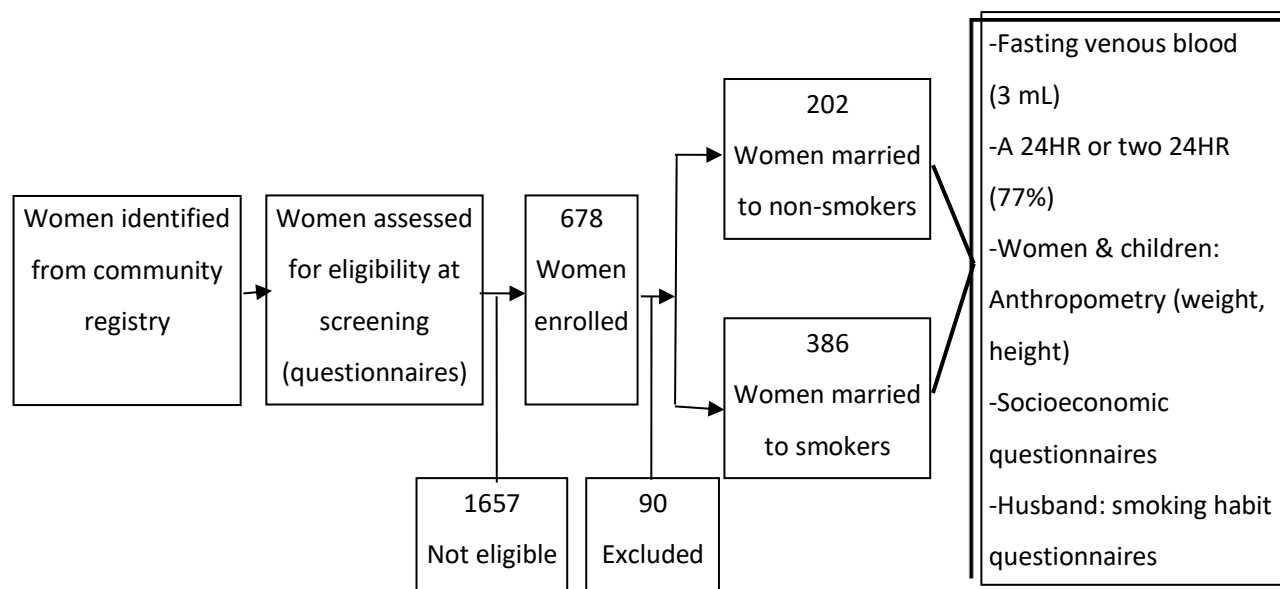 Women identified
from community
registry
Women assessed
for eligibility at
screening
(questionnaires)
1657
Not eligible
678
Women
enrolled
90
Excluded
202
Women married
to non-smokers
386
Women married
to smokers
-Fasting venous blood
(3 mL)
-A 24HR or two 24HR
(77%)
-Women & children:
Anthropometry (weight,
height)
-Socioeconomic
questionnaires
-Husband: smoking habit
questionnaires